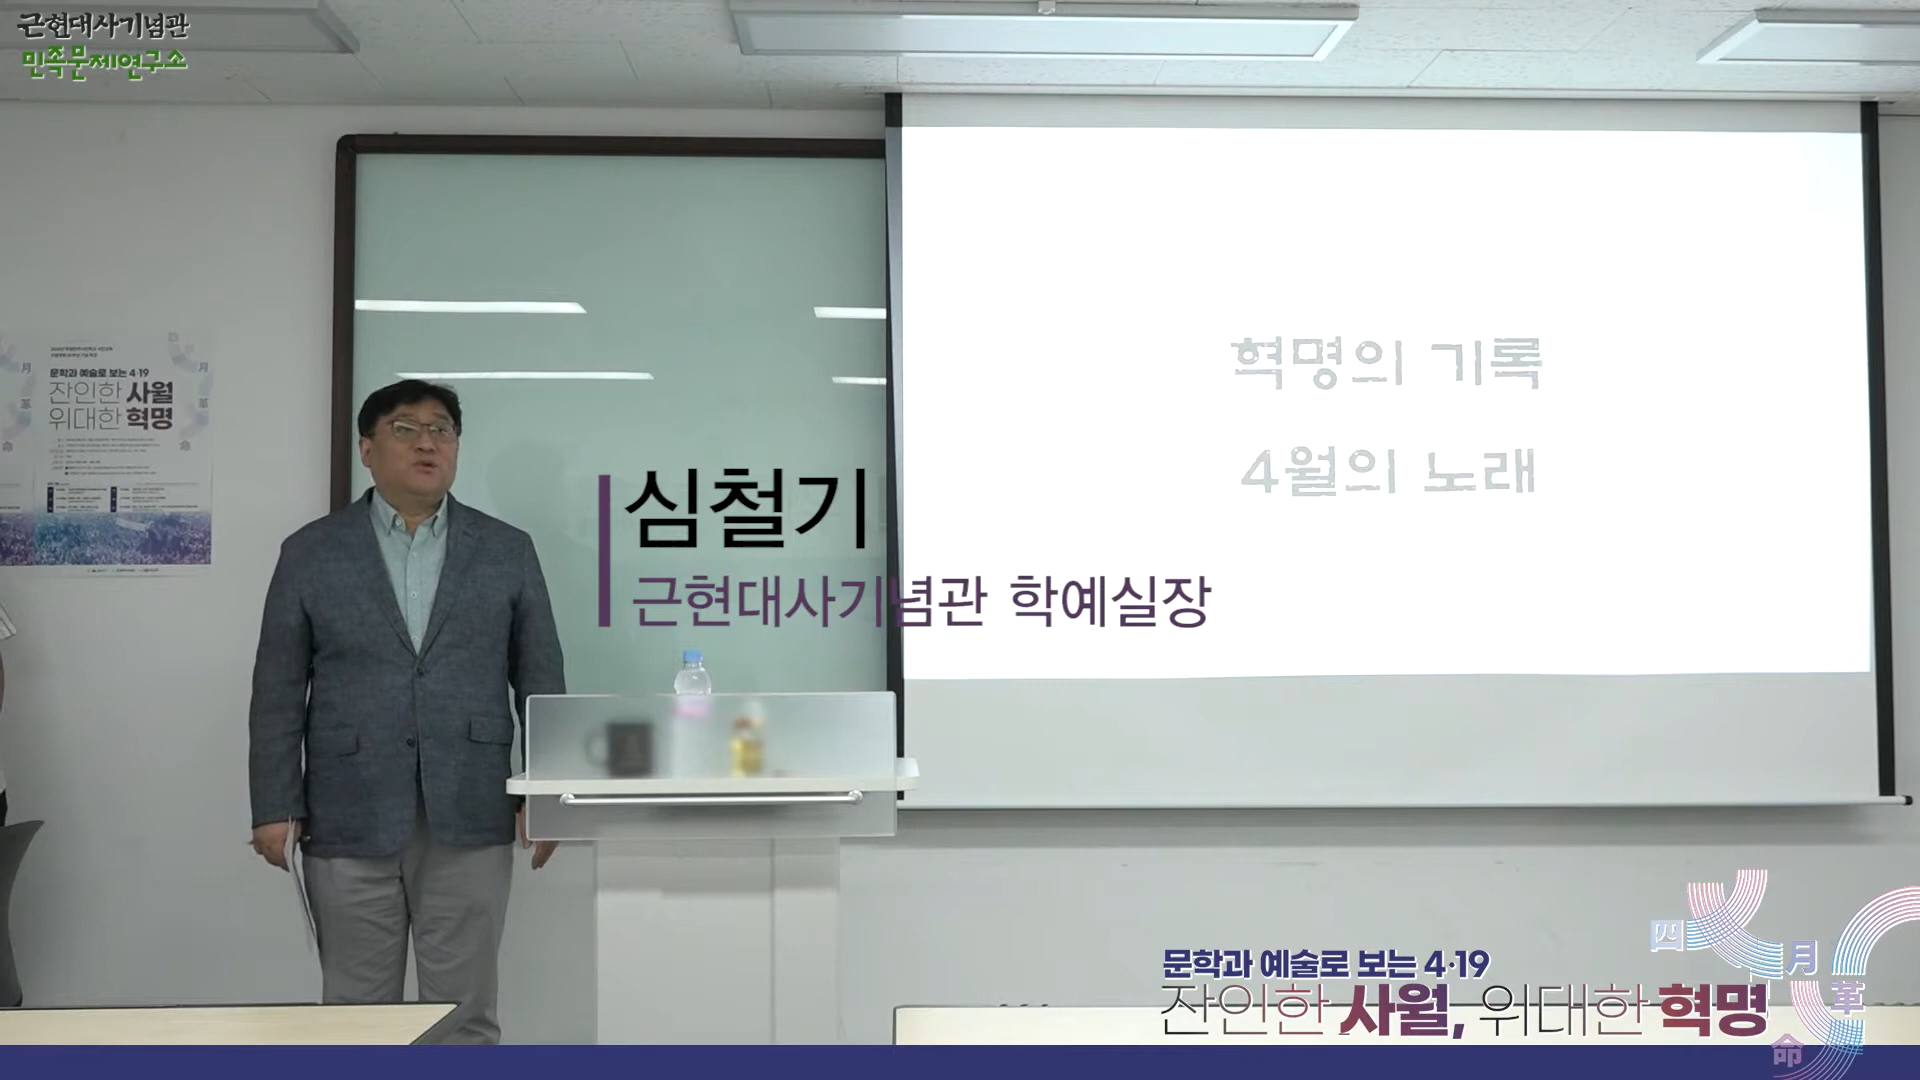 근현대사기념관
민족문제연구소
문학과 예술로 보는 4·19
잔인한 사월
위대한 혁명
月
革
命
혁명의 기록
4월의 노래
심철기
근현대사기념관 학예실장
문학과 예술로 보는 4·19
잔인한 사월, 위대한 혁명
四
月
革
命